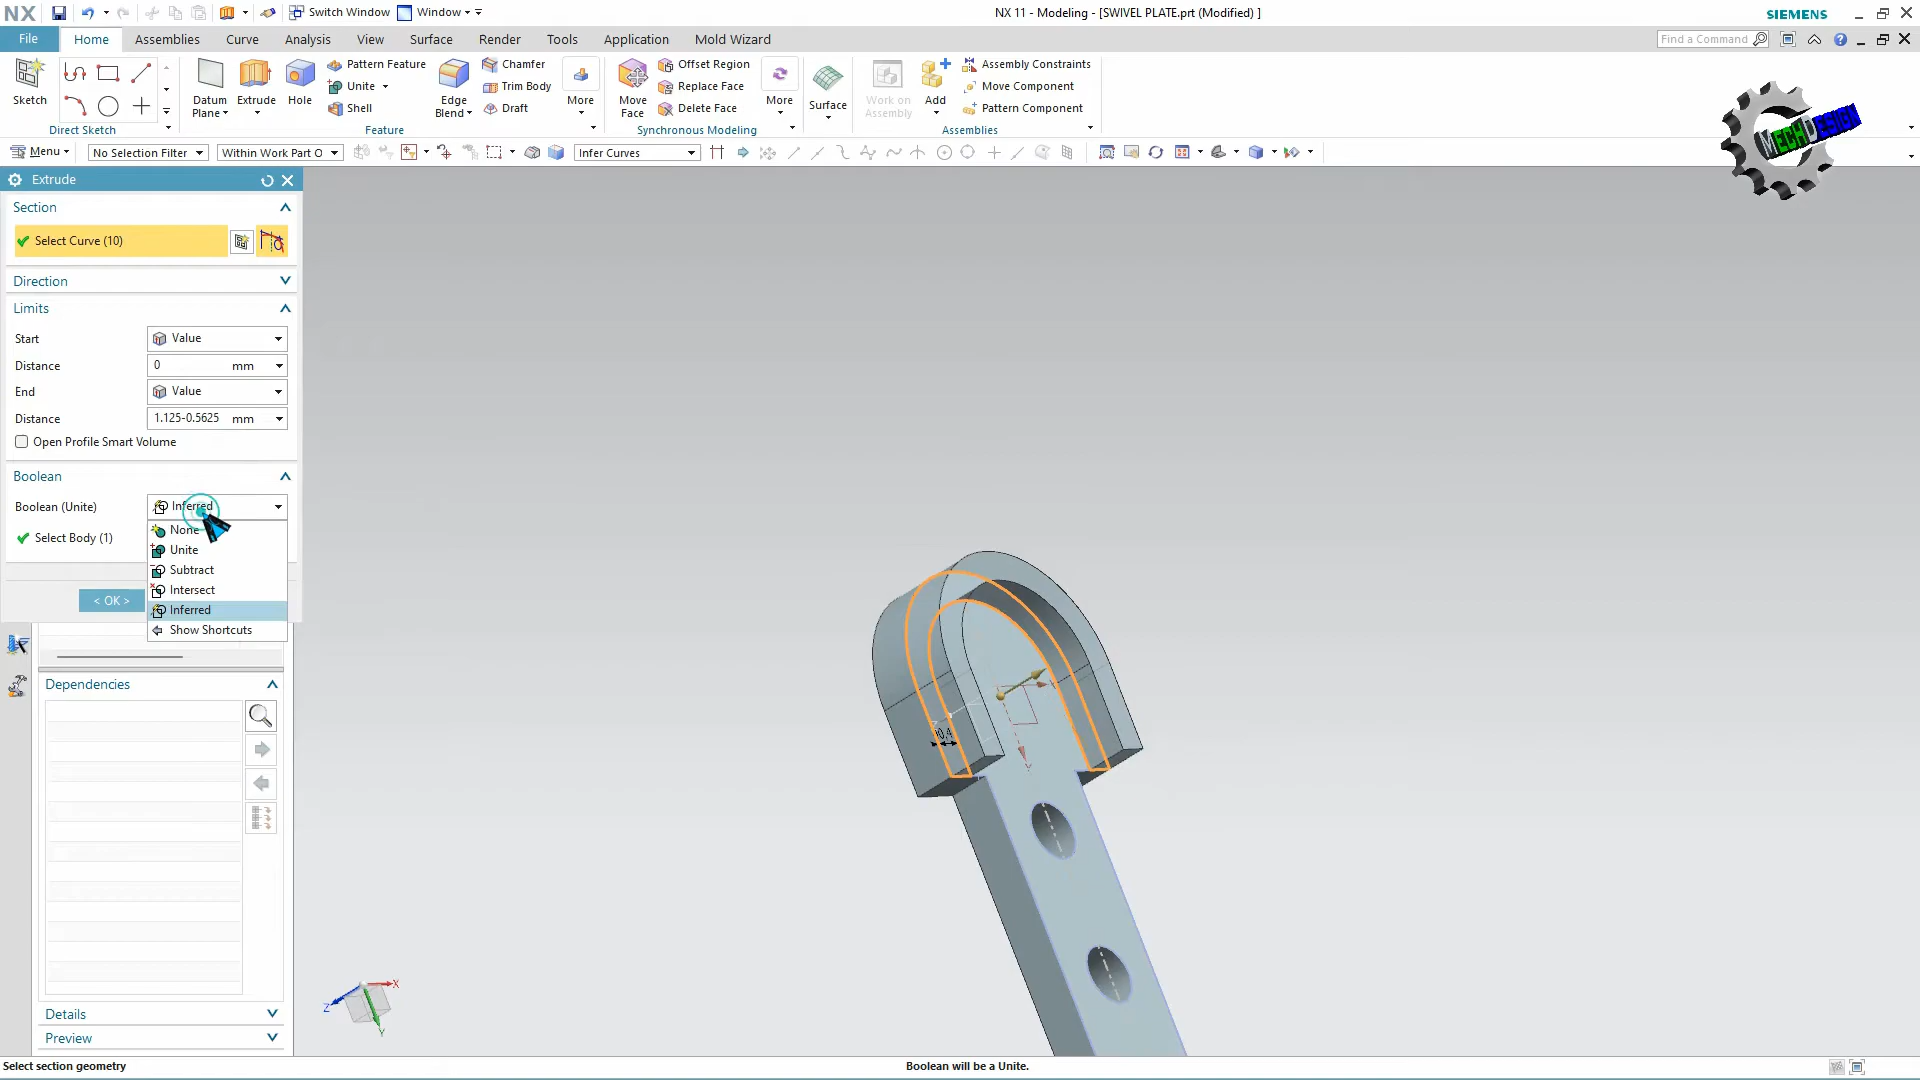 NX
Switch Window
Window
NX 11 - Modeling - [SWIVEL PLATE.prt (Modified) ]
SIEMENS
File
Home
Assemblies
Curve
Analysis
View
Surface
Render
Tools
Application
Mold Wizard
Find a Command
Sketch
Direct Sketch
Datum
Plane
Extrude
Hole
Pattern Feature
Unite
Shell
Edge
Blend
Chamfer
Trim Body
Draft
More
Feature
Move
Face
Offset Region
Replace Face
Delete Face
More
Synchronous Modeling
Surface
Work on
Assembly
Add
Assembly Constraints
Move Component
Pattern Component
Assemblies
MECHDESIGN
Menu
No Selection Filter
Within Work Part O
Infer Curves
Extrude
Section
Select Curve (10)
Direction
Limits
Start
Value
Distance
0 mm
End
Value
Distance
1.125-0.5625 mm
Open Profile Smart Volume
Boolean
Boolean (Unite)
Inferred
None
Select Body (1)
Unite
Subtract
Intersect
< OK >
Inferred
Show Shortcuts
Dependencies
Details
Preview
X
Z
Y
Select section geometry
Boolean will be a Unite.